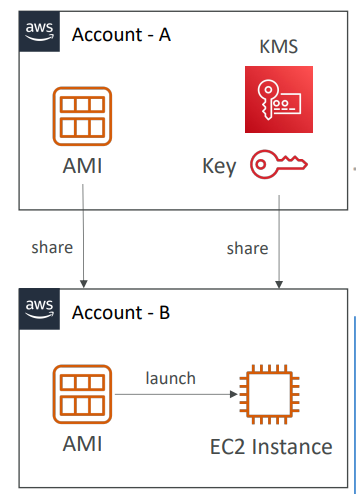 aws
Account - A
KMS
AMI
Key
share
share
aws
Account - B
launch
AMI
EC2 Instance